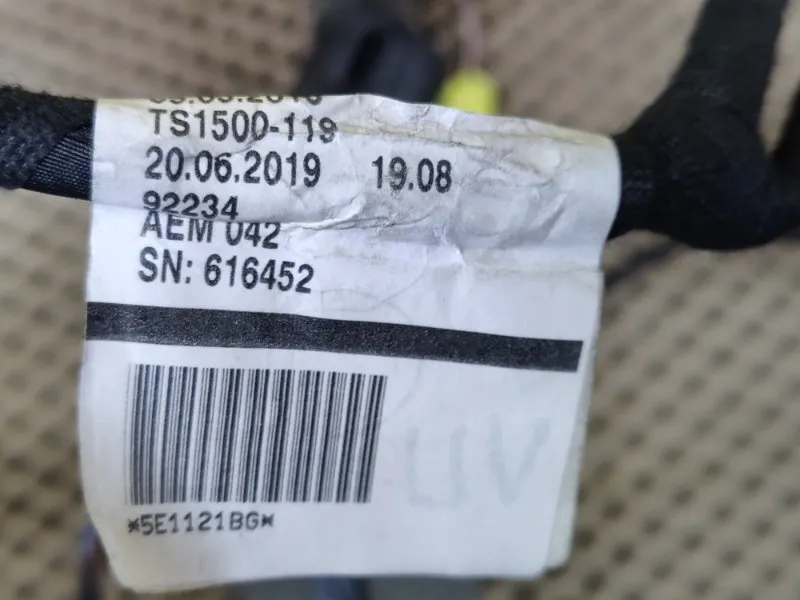 TS1500-119
20.06.2019 19.08
92234
AEM 042
SN: 616452
*5E1121BG*
UV